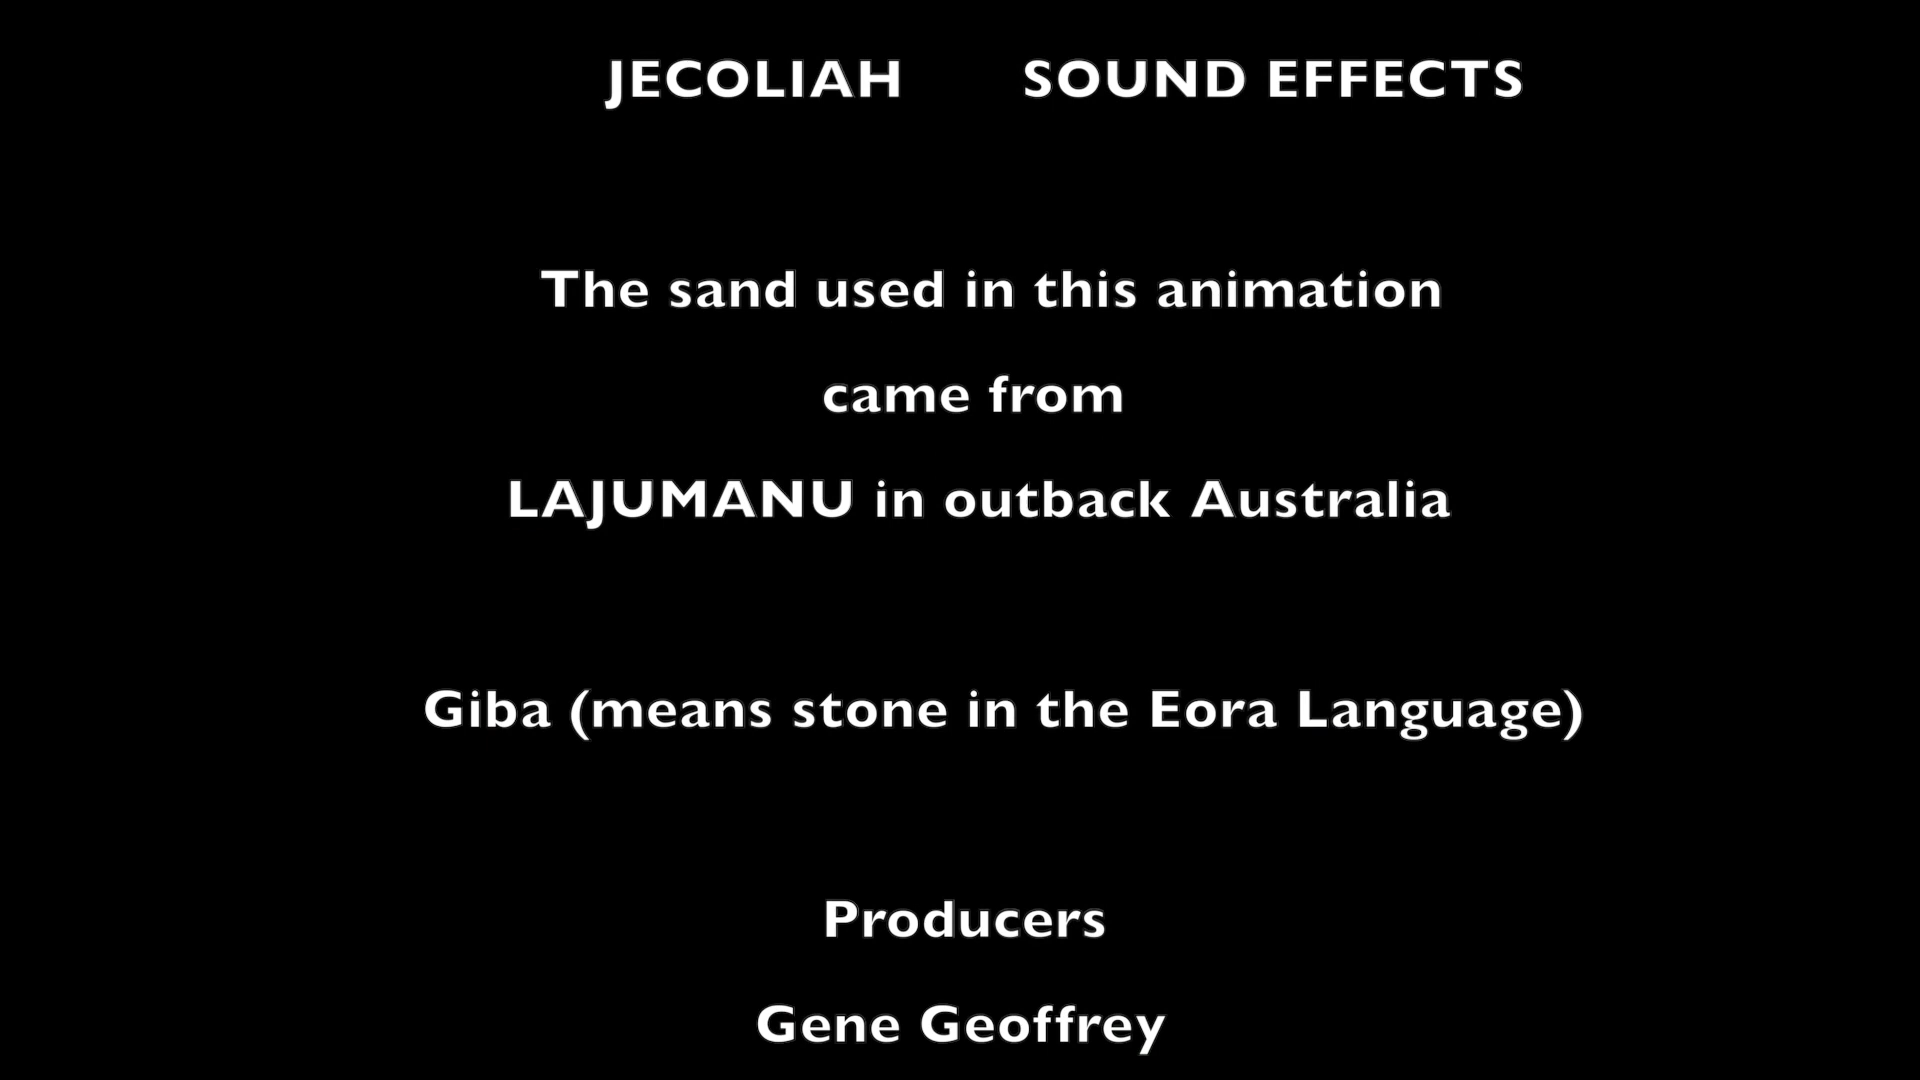 JECOLIAH SOUND EFFECTS
The sand used in this animation
came from
LAJUMANU in outback Australia
Giba (means stone in the Eora Language)
Producers
Gene Geoffrey